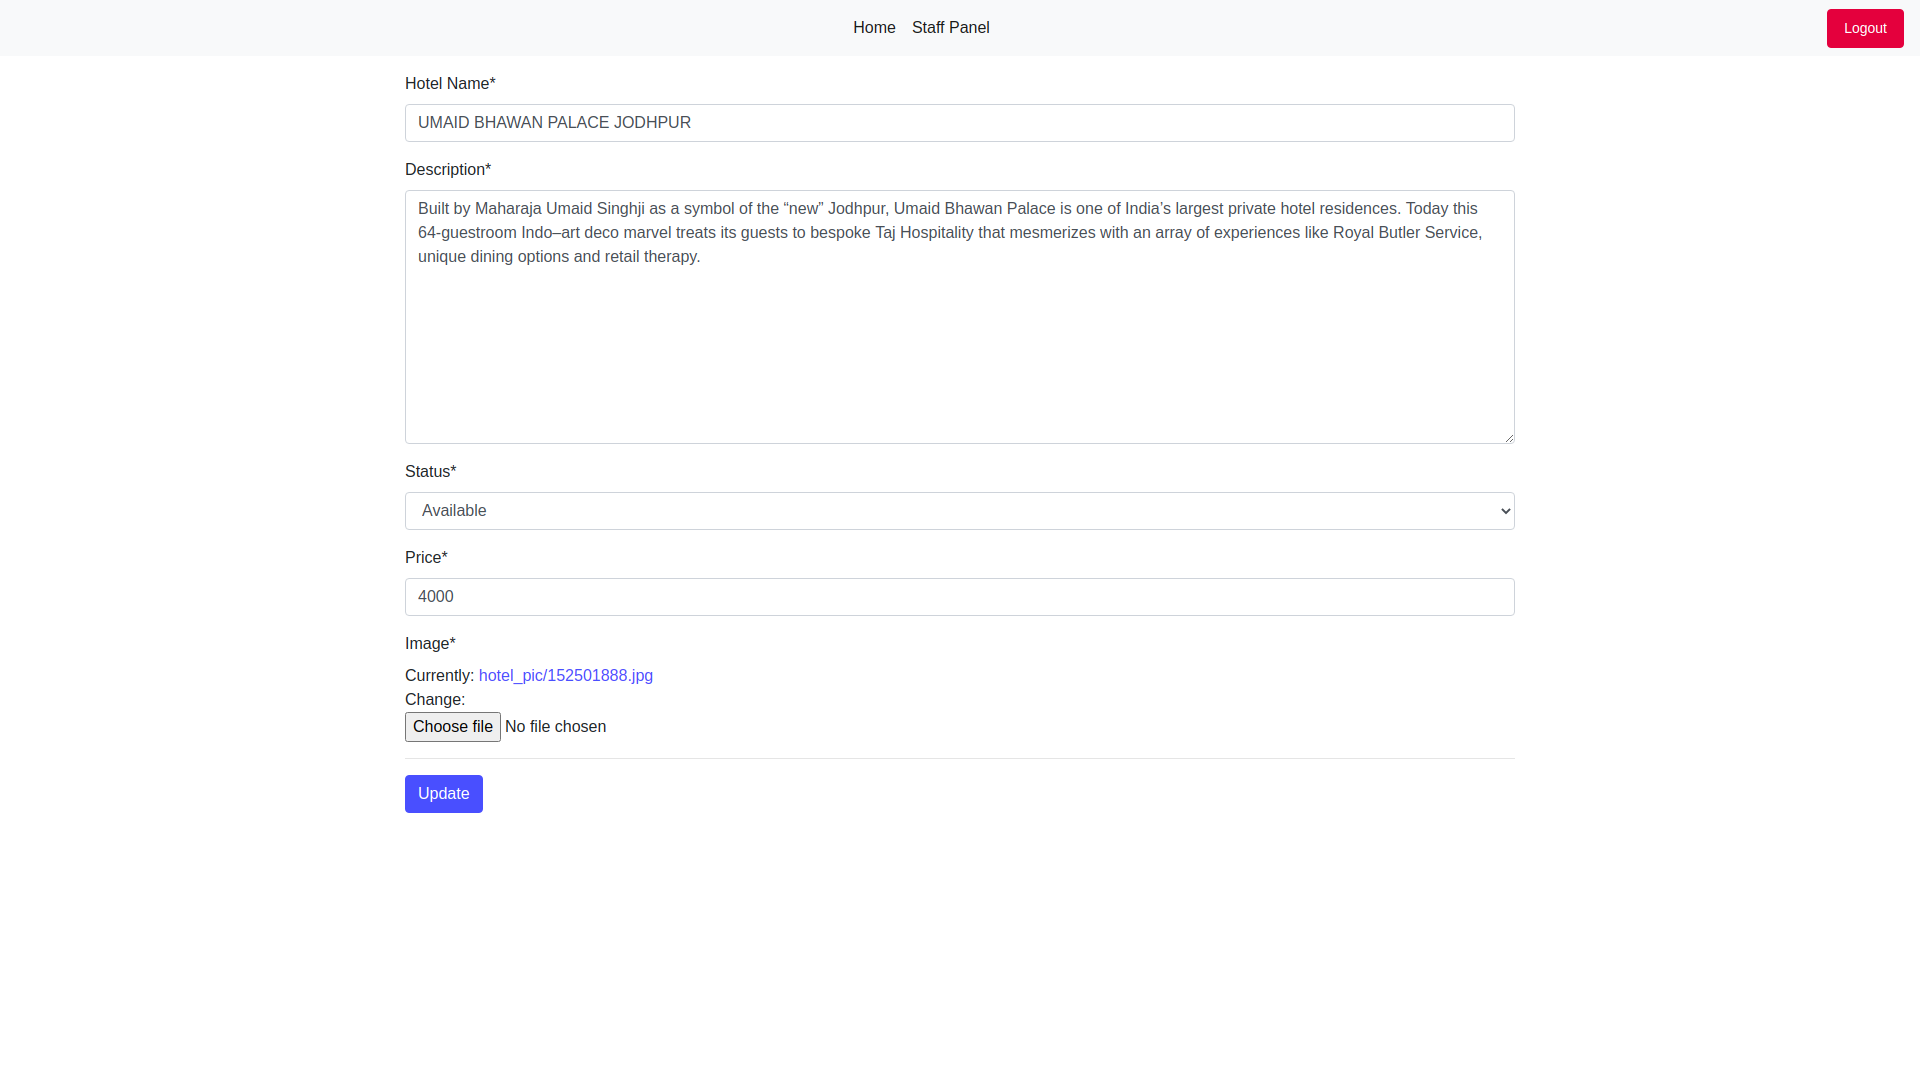 Home Staff Panel Logout
Hotel Name*
UMAID BHAWAN PALACE JODHPUR
Description*
Built by Maharaja Umaid Singhji as a symbol of the “new” Jodhpur, Umaid Bhawan Palace is one of India’s largest private hotel residences. Today this
64-guestroom Indo–art deco marvel treats its guests to bespoke Taj Hospitality that mesmerizes with an array of experiences like Royal Butler Service,
unique dining options and retail therapy.
Status*
Available
Price*
4000
Image*
Currently: hotel_pic/152501888.jpg
Change:
Choose file No file chosen
Update